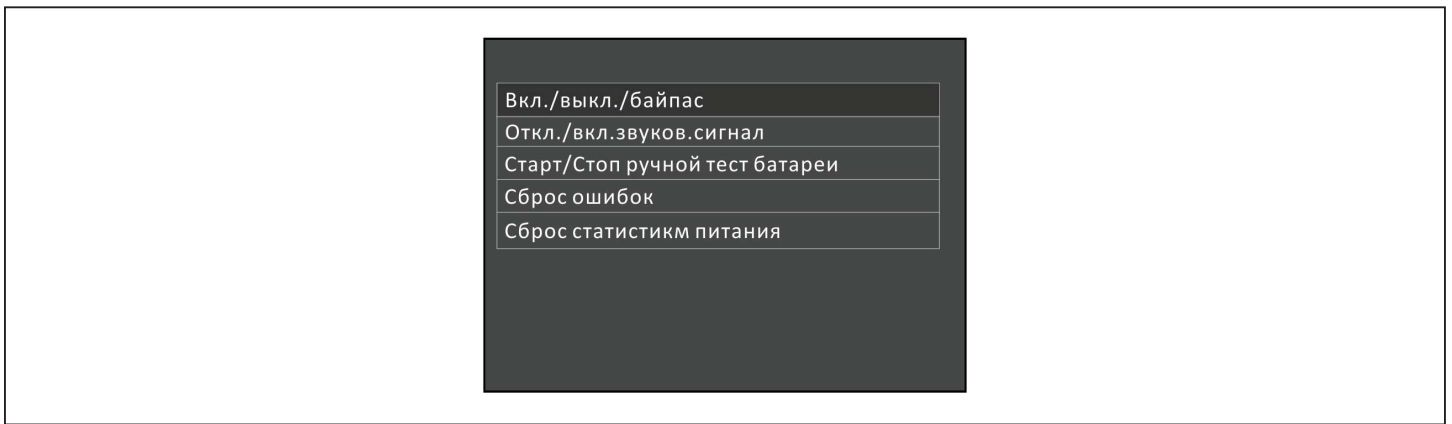 Вкл./выкл./байпас
Откл./вкл.звуков.сигнал
Старт/Стоп ручной тест батареи
Сброс ошибок
Сброс статистикм питания